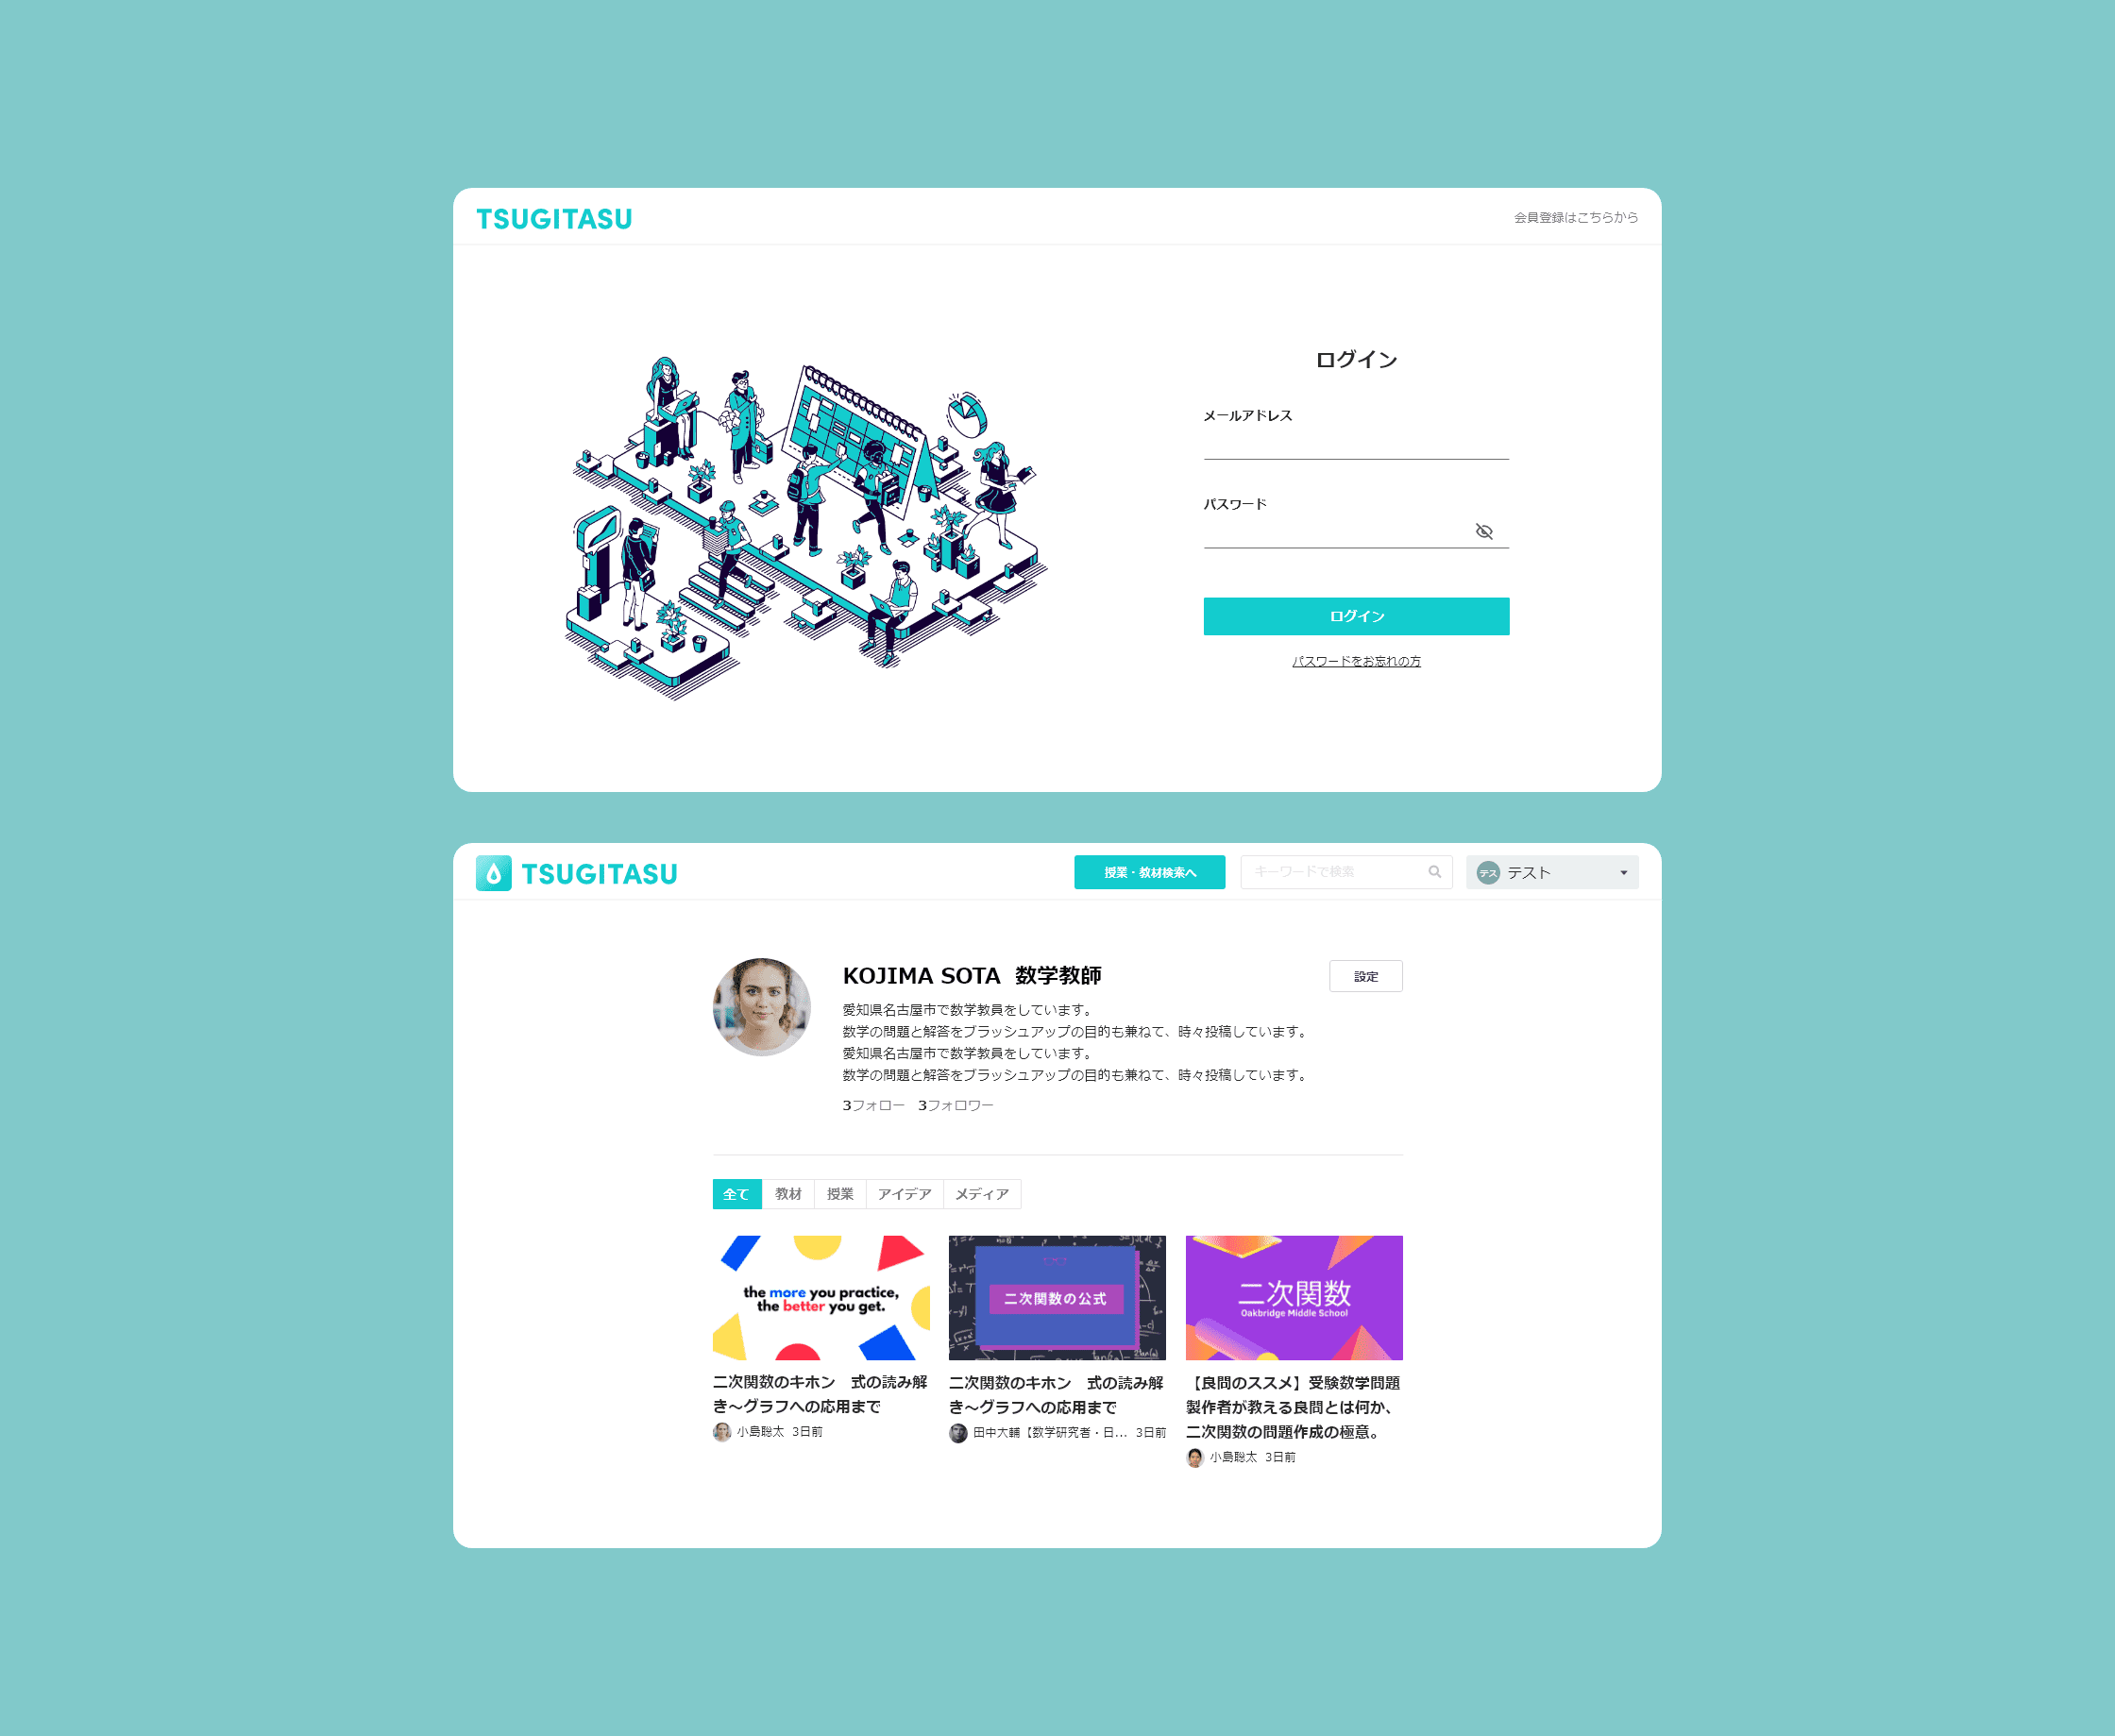 TSUGITASU
会員登録はこちらから
ログイン
メールアドレス
パスワード
ログイン
パスワードをお忘れの方
TSUGITASU
授業・教材検索へ
キーワードで検索
テス
テスト
KOJIMA SOTA 数学教師
設定
愛知県名古屋市で数学教員をしています。
数学の問題と解答をブラッシュアップの目的も兼ねて、時々投稿しています。
愛知県名古屋市で数学教員をしています。
数学の問題と解答をブラッシュアップの目的も兼ねて、時々投稿しています。
3フォロー 3フォロワー
全て
教材
授業
アイデア
メディア
the more you practice,
the better you get.
二次関数のキホン　式の読み解
き〜グラフへの応用まで
小島聡太 3日前
二次関数の公式
二次関数のキホン　式の読み解
き〜グラフへの応用まで
田中大輔【数学研究者・日... 3日前
二次関数
Oakbridge Middle School
【良問のススメ】受験数学問題
製作者が教える良問とは何か、
二次関数の問題作成の極意。
小島聡太 3日前